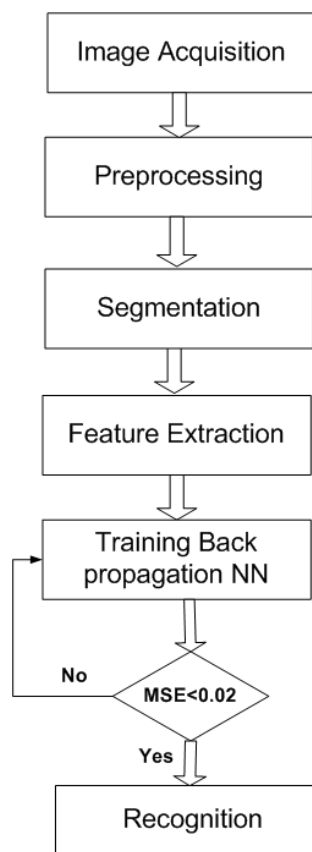 Image Acquisition
Preprocessing
Segmentation
Feature Extraction
Training Back
propagation NN
No
MSE<0.02
Yes
Recognition